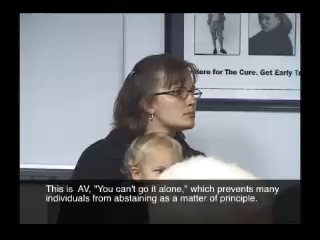 Here for The Cure. Get Early Tr
This is  AV, "You can't go it alone," which prevents many
individuals from abstaining as a matter of principle.